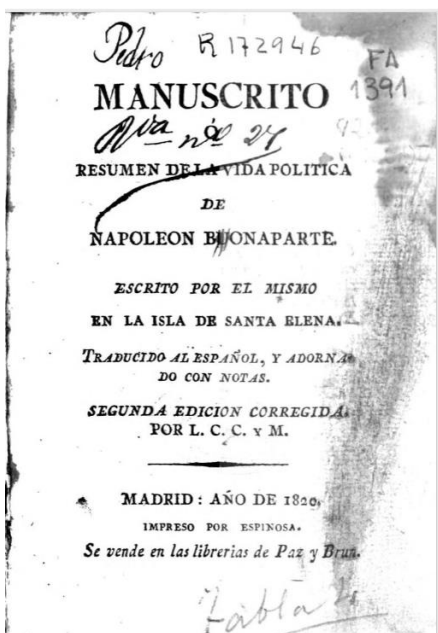 Pedro R 172946
FA
1391
MANUSCRITO
nº 27
RESUMEN DE LA VIDA POLITICA
DE
NAPOLEON BUONAPARTE.
ESCRITO POR EL MISMO
EN LA ISLA DE SANTA ELENA.
TRADUCIDO AL ESPAÑOL, Y ADORNA-
DO CON NOTAS.
SEGUNDA EDICION CORREGIDA.
POR L. C. C. Y M.
MADRID: AÑO DE 1820.
IMPRESO POR ESPINOSA.
Se vende en las librerias de Paz y Brun.